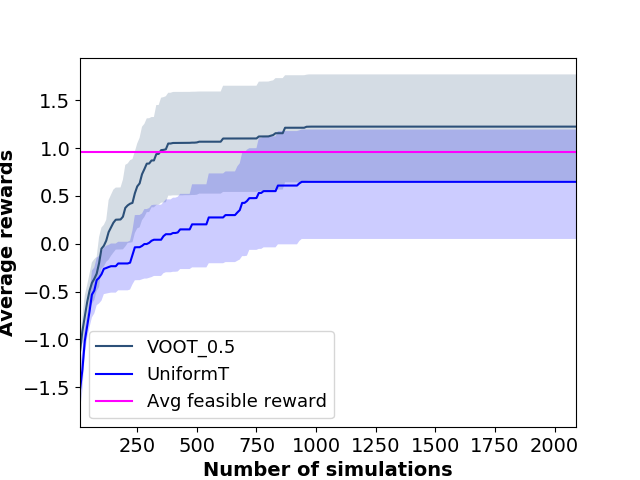 Average rewards
1.5
1.0
0.5
0.0
−0.5
−1.0
−1.5
VOOT_0.5
UniformT
Avg feasible reward
250 500 750 1000 1250 1500 1750 2000
Number of simulations